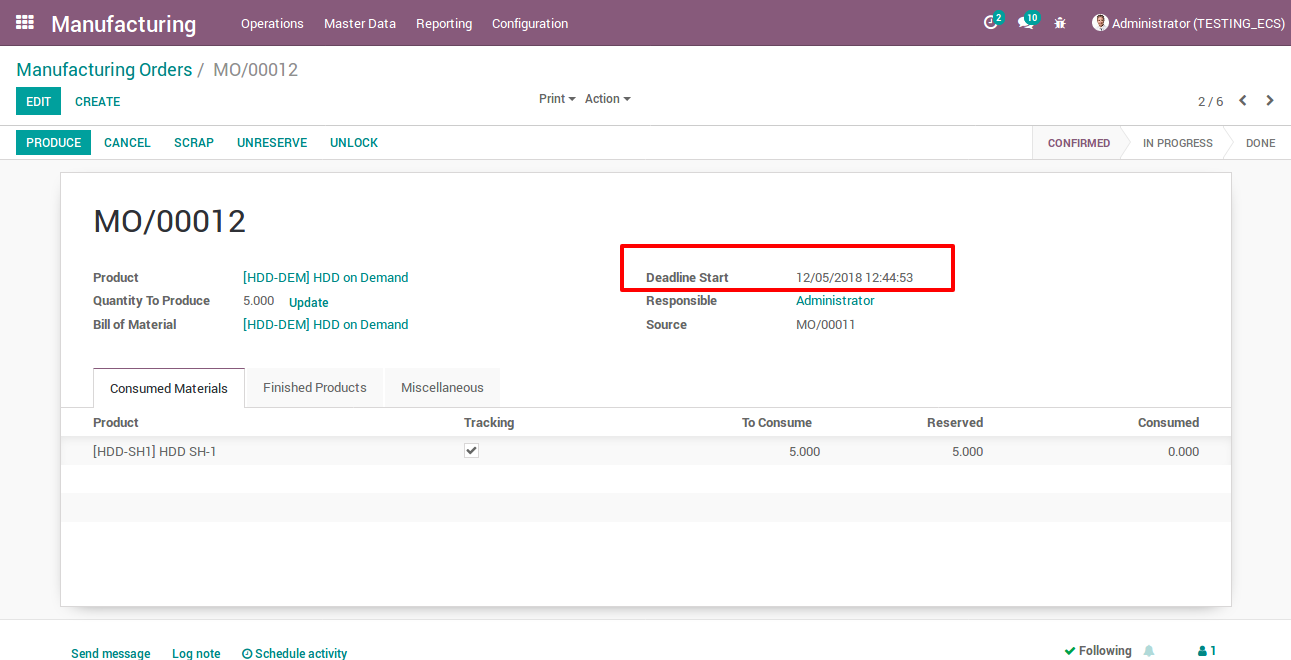 Manufacturing Operations Master Data Reporting Configuration 2 10 Administrator (TESTING_ECS)
Manufacturing Orders / MO/00012
EDIT CREATE Print Action 2 / 6
PRODUCE CANCEL SCRAP UNRESERVE UNLOCK CONFIRMED IN PROGRESS DONE
MO/00012
Product [HDD-DEM] HDD on Demand Deadline Start 12/05/2018 12:44:53
Quantity To Produce 5.000 Update Responsible Administrator
Bill of Material [HDD-DEM] HDD on Demand Source MO/00011
Consumed Materials Finished Products Miscellaneous
Product Tracking To Consume Reserved Consumed
[HDD-SH1] HDD SH-1 5.000 5.000 0.000
Send message Log note Schedule activity Following 1